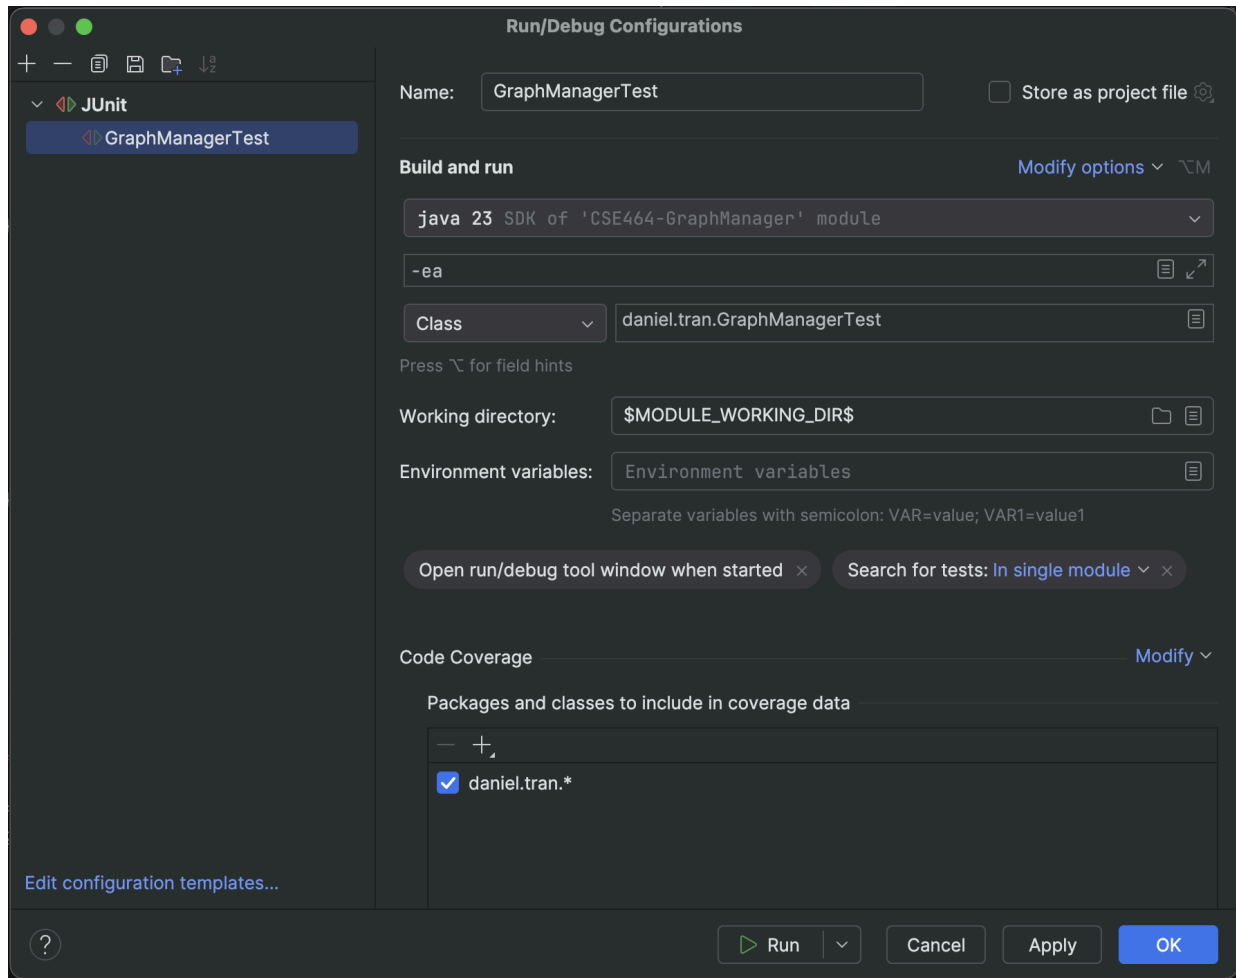 Run/Debug Configurations
JUnit
GraphManagerTest
Edit configuration templates...
Name: GraphManagerTest Store as project file
Build and run Modify options ⌥M
java 23 SDK of 'CSE464-GraphManager' module
-ea
Class daniel.tran.GraphManagerTest
Press ⌥ for field hints
Working directory: $MODULE_WORKING_DIR$
Environment variables: Environment variables
Separate variables with semicolon: VAR=value; VAR1=value1
Open run/debug tool window when started × Search for tests: In single module ×
Code Coverage Modify
Packages and classes to include in coverage data
daniel.tran.*
? Run Cancel Apply OK